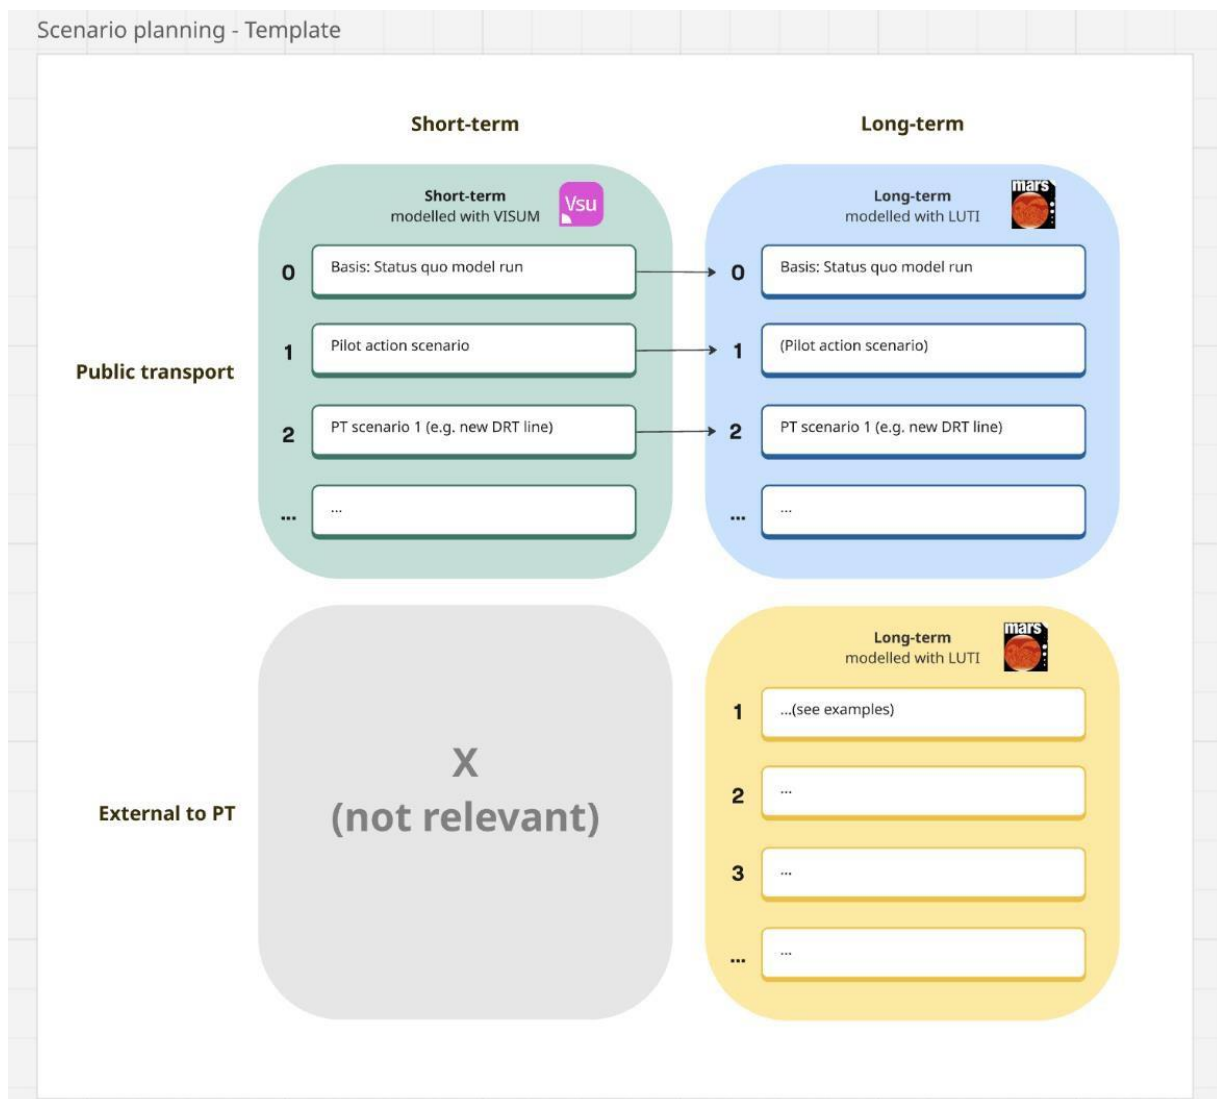 Scenario planning - Template
Short-term
Long-term
Public transport
Short-term
modelled with VISUM
Vsu
0
Basis: Status quo model run
1
Pilot action scenario
2
PT scenario 1 (e.g. new DRT line)
...
...
Long-term
modelled with LUTI
mars
0
Basis: Status quo model run
1
(Pilot action scenario)
2
PT scenario 1 (e.g. new DRT line)
...
...
External to PT
X
(not relevant)
Long-term
modelled with LUTI
mars
1
...(see examples)
2
...
3
...
...
...